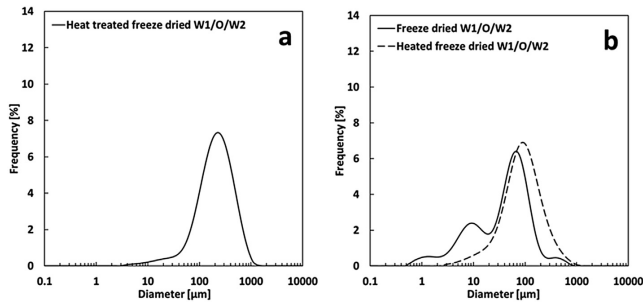 Heat treated freeze dried W1/O/W2
a
14
12
10
8
6
4
2
0
Frequency [%]
0.1 1 10 100 1000 10000
Diameter [µm]
Freeze dried W1/O/W2
Heated freeze dried W1/O/W2
b
14
12
10
8
6
4
2
0
Frequency [%]
0.1 1 10 100 1000 10000
Diameter [µm]